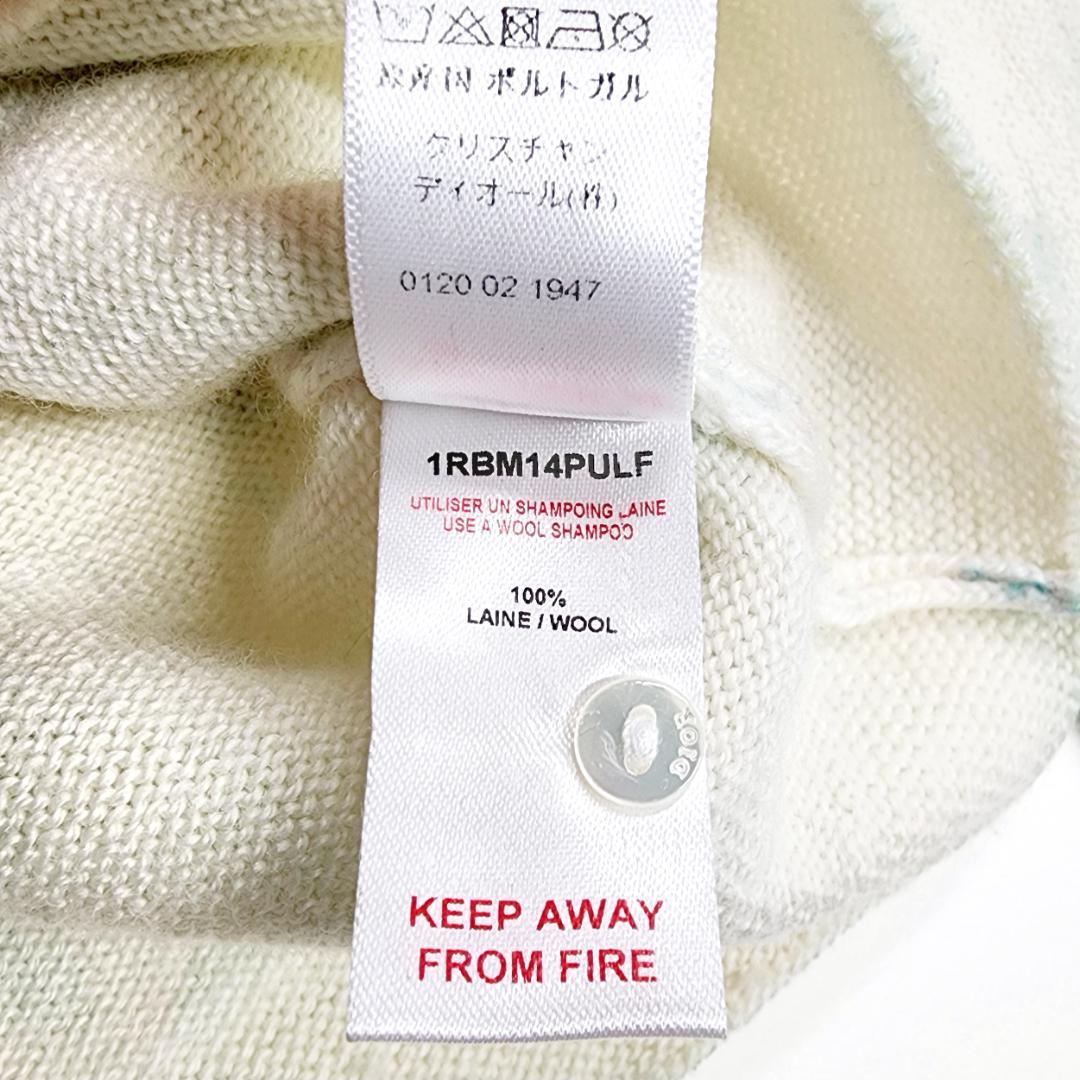 原産国 ポルトガル
クリスチャン
ディオール(株)
0120 02 1947
1RBM14PULF
UTILISER UN SHAMPOING LAINE
USE A WOOL SHAMPOO
100%
LAINE / WOOL
DIOR
KEEP AWAY
FROM FIRE